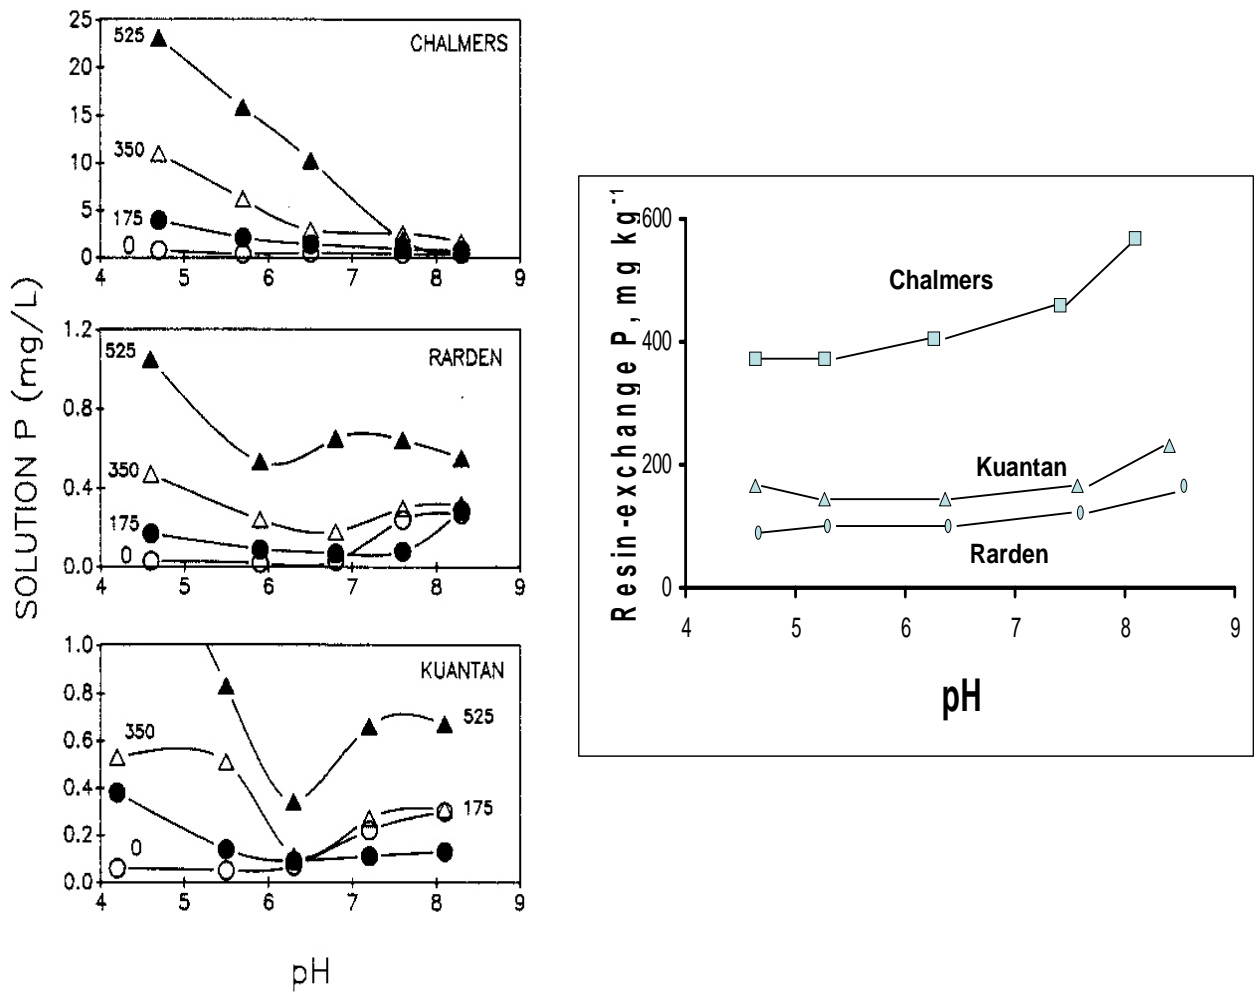 SOLUTION P (mg/L)
CHALMERS
25
20
15
10
5
0
525
350
175
0
4 5 6 7 8 9
RARDEN
1.2
0.8
0.4
0.0
525
350
175
0
4 5 6 7 8 9
KUANTAN
1.0
0.8
0.6
0.4
0.2
0.0
350
0
525
175
4 5 6 7 8 9
pH
Resin-exchange P, mg kg-1
600
400
200
0
Chalmers
Kuantan
Rarden
4 5 6 7 8 9
pH